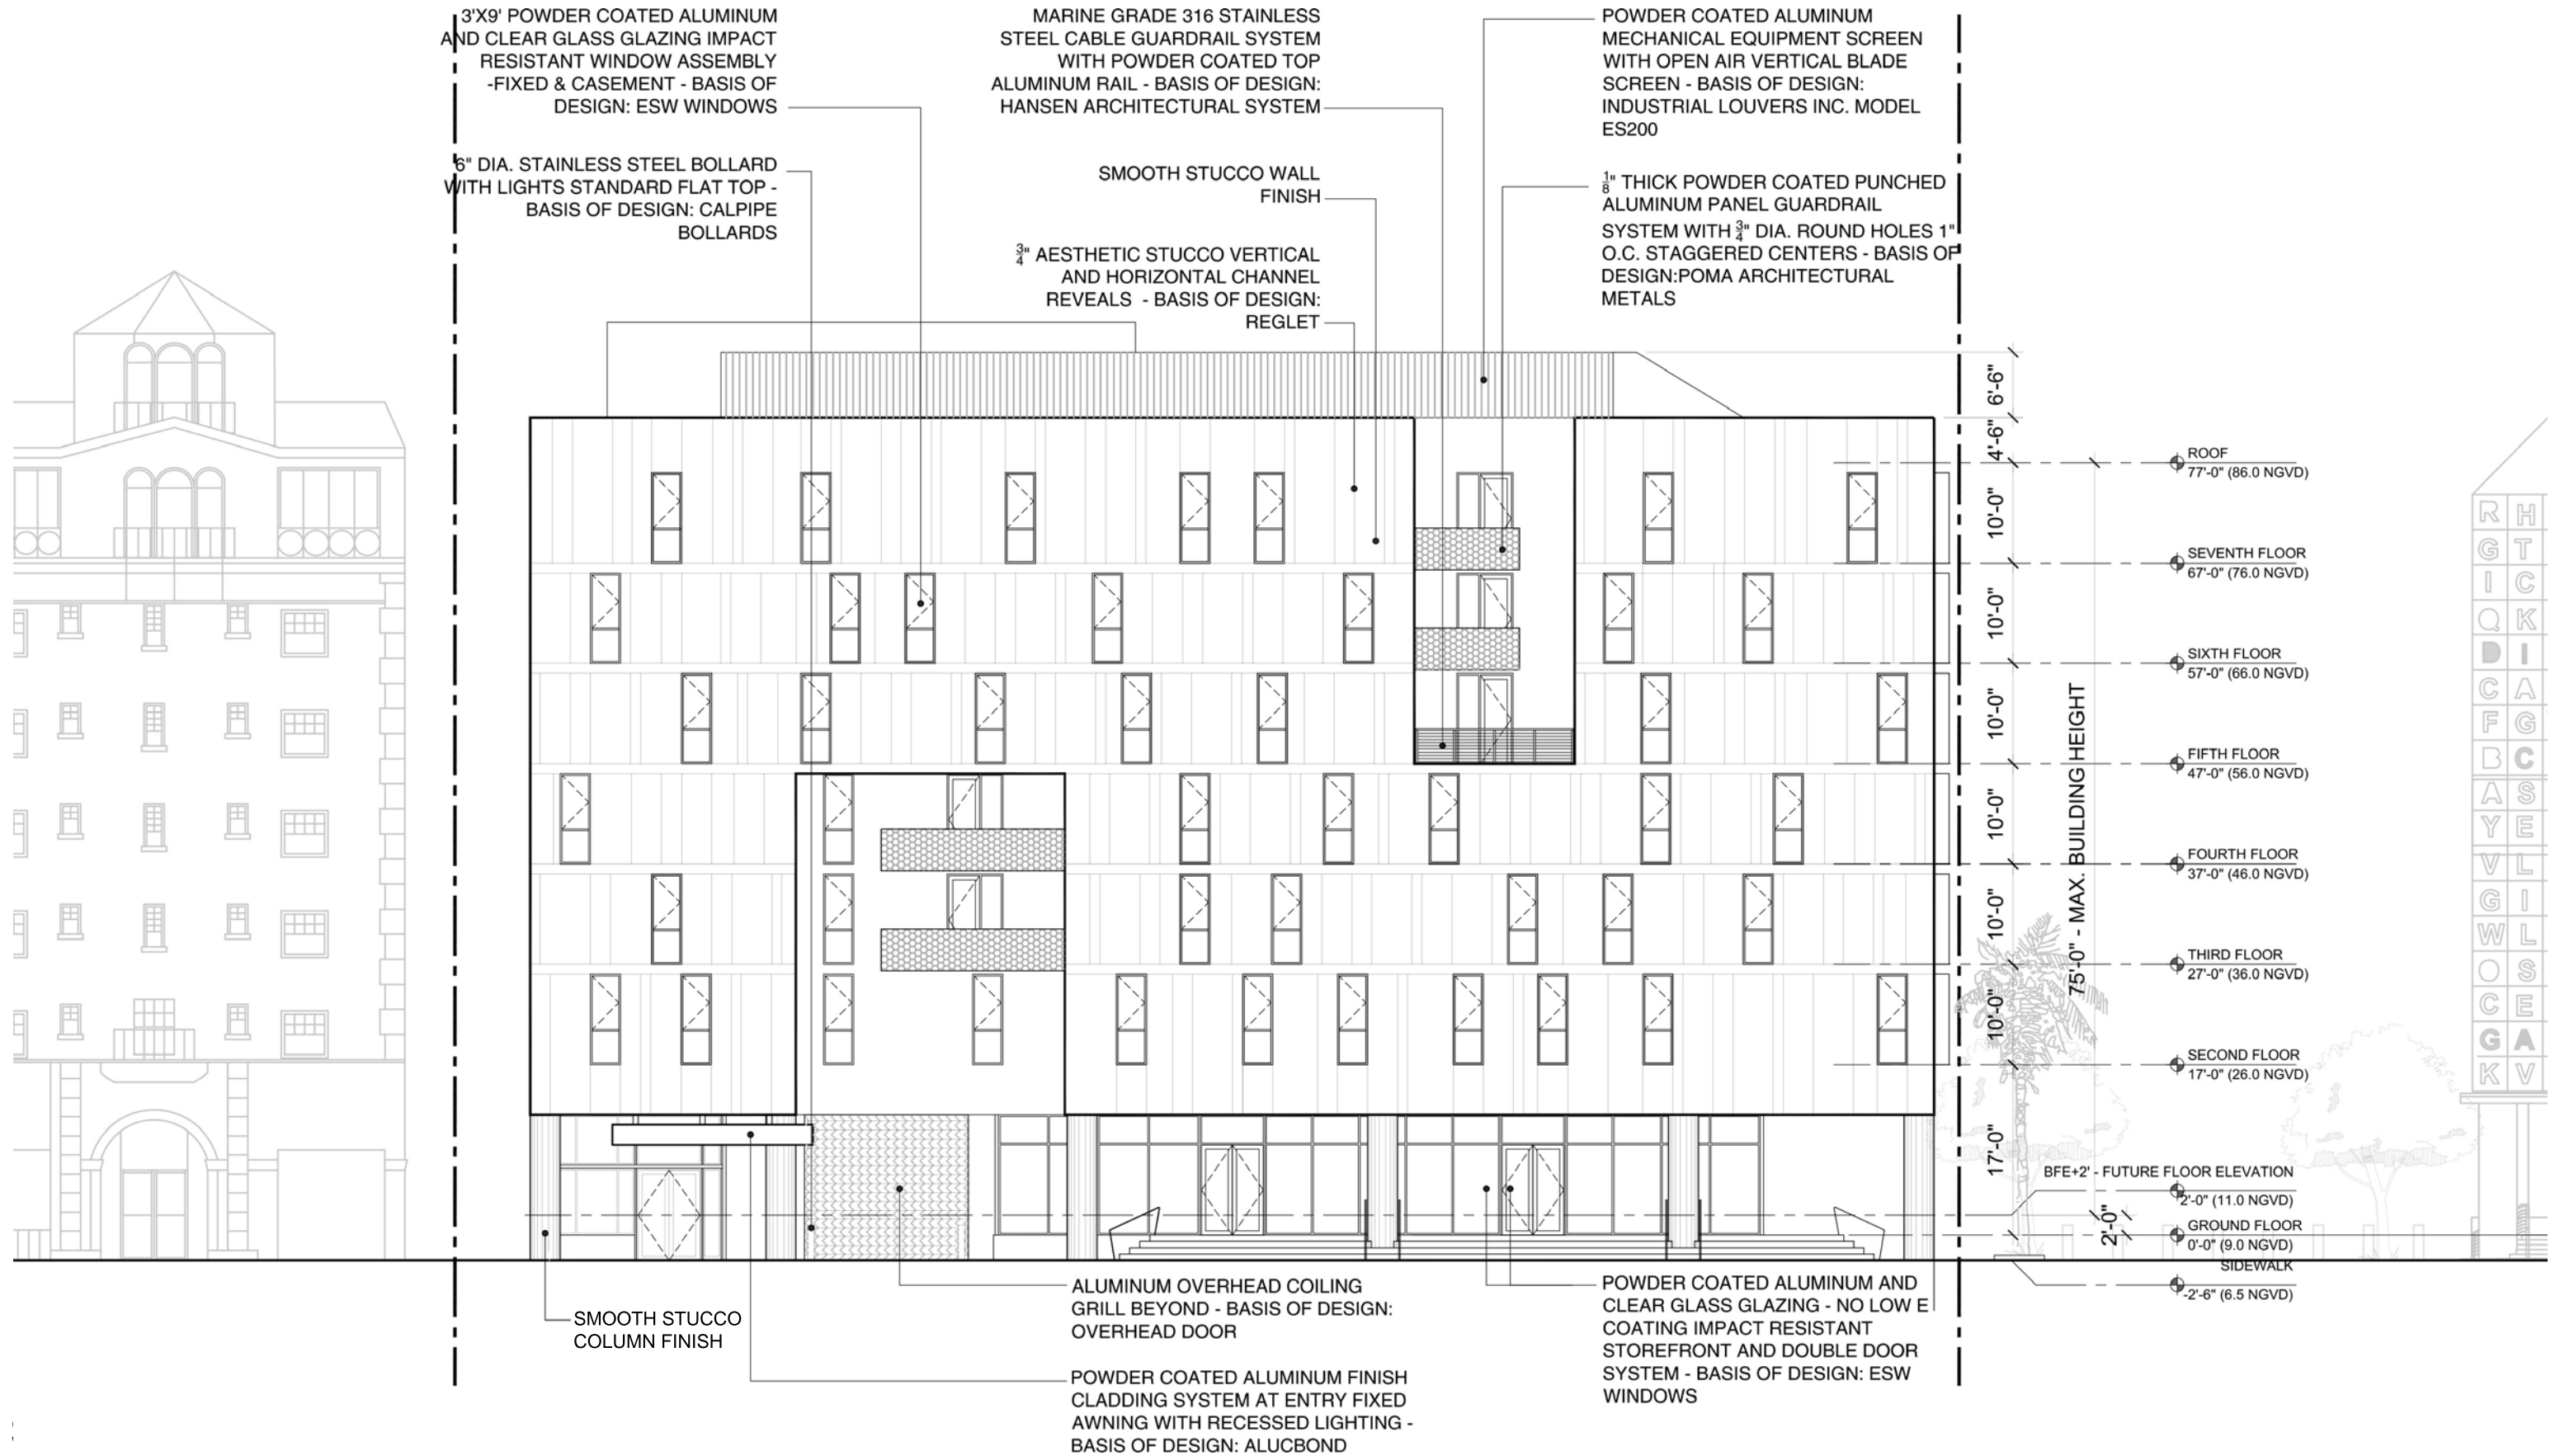 3'X9' POWDER COATED ALUMINUM
AND CLEAR GLASS GLAZING IMPACT
RESISTANT WINDOW ASSEMBLY
-FIXED & CASEMENT - BASIS OF
DESIGN: ESW WINDOWS
6" DIA. STAINLESS STEEL BOLLARD
WITH LIGHTS STANDARD FLAT TOP -
BASIS OF DESIGN: CALPIPE
BOLLARDS
MARINE GRADE 316 STAINLESS
STEEL CABLE GUARDRAIL SYSTEM
WITH POWDER COATED TOP
ALUMINUM RAIL - BASIS OF DESIGN:
HANSEN ARCHITECTURAL SYSTEM
SMOOTH STUCCO WALL
FINISH
3/4" AESTHETIC STUCCO VERTICAL
AND HORIZONTAL CHANNEL
REVEALS - BASIS OF DESIGN:
REGLET
POWDER COATED ALUMINUM
MECHANICAL EQUIPMENT SCREEN
WITH OPEN AIR VERTICAL BLADE
SCREEN - BASIS OF DESIGN:
INDUSTRIAL LOUVERS INC. MODEL
ES200
1/8" THICK POWDER COATED PUNCHED
ALUMINUM PANEL GUARDRAIL
SYSTEM WITH 3/4" DIA. ROUND HOLES 1"
O.C. STAGGERED CENTERS - BASIS OF
DESIGN:POMA ARCHITECTURAL
METALS
6'-6"
4'-6"
10'-0"
10'-0"
10'-0"
10'-0"
10'-0"
10'-0"
17'-0"
2'-0"
75'-0" - MAX. BUILDING HEIGHT
ROOF
77'-0" (86.0 NGVD)
SEVENTH FLOOR
67'-0" (76.0 NGVD)
SIXTH FLOOR
57'-0" (66.0 NGVD)
FIFTH FLOOR
47'-0" (56.0 NGVD)
FOURTH FLOOR
37'-0" (46.0 NGVD)
THIRD FLOOR
27'-0" (36.0 NGVD)
SECOND FLOOR
17'-0" (26.0 NGVD)
BFE+2' - FUTURE FLOOR ELEVATION
2'-0" (11.0 NGVD)
GROUND FLOOR
0'-0" (9.0 NGVD)
SIDEWALK
-2'-6" (6.5 NGVD)
R H
G T
I C
Q K
D I
C A
F G
B C
A S
Y E
V L
G I
W L
O S
C E
G A
K V
SMOOTH STUCCO
COLUMN FINISH
ALUMINUM OVERHEAD COILING
GRILL BEYOND - BASIS OF DESIGN:
OVERHEAD DOOR
POWDER COATED ALUMINUM FINISH
CLADDING SYSTEM AT ENTRY FIXED
AWNING WITH RECESSED LIGHTING -
BASIS OF DESIGN: ALUCBOND
POWDER COATED ALUMINUM AND
CLEAR GLASS GLAZING - NO LOW E
COATING IMPACT RESISTANT
STOREFRONT AND DOUBLE DOOR
SYSTEM - BASIS OF DESIGN: ESW
WINDOWS